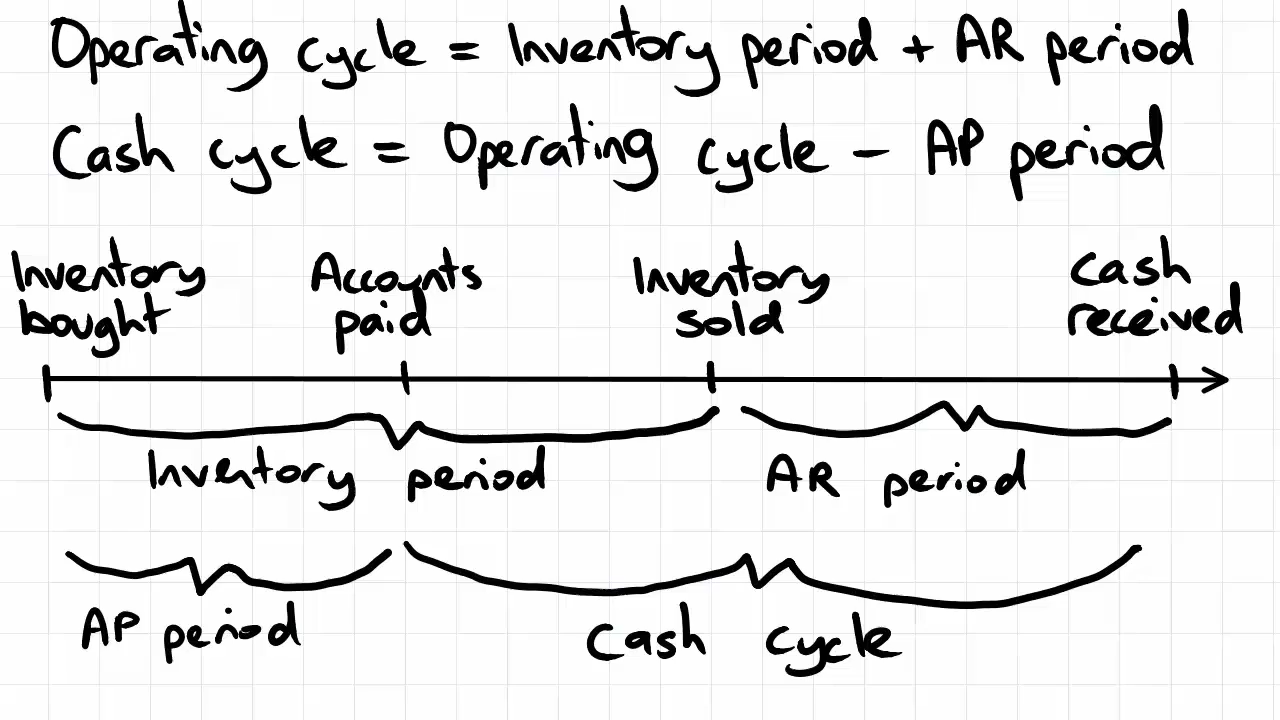 Operating cycle = Inventory period + AR period
Cash cycle = Operating cycle - AP period
Inventory bought
Accounts paid
Inventory sold
Cash received
Inventory period
AR period
AP period
Cash cycle